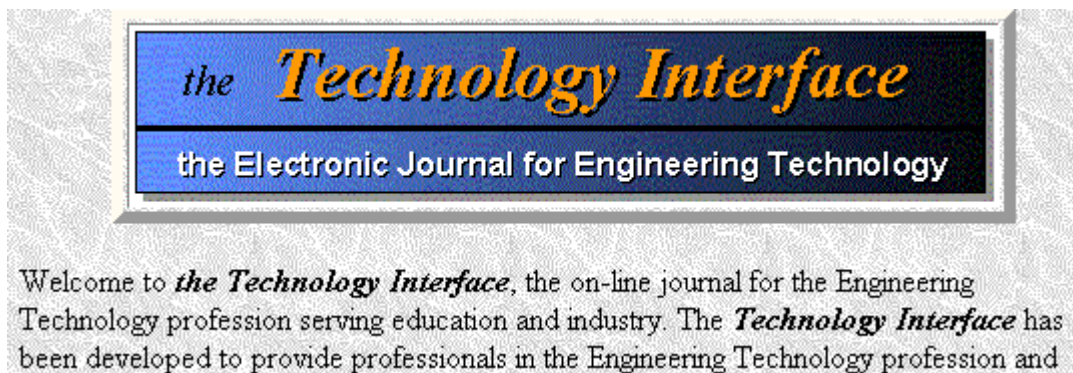 the Technology Interface
the Electronic Journal for Engineering Technology
Welcome to the Technology Interface, the on-line journal for the Engineering
Technology profession serving education and industry. The Technology Interface has
been developed to provide professionals in the Engineering Technology profession and